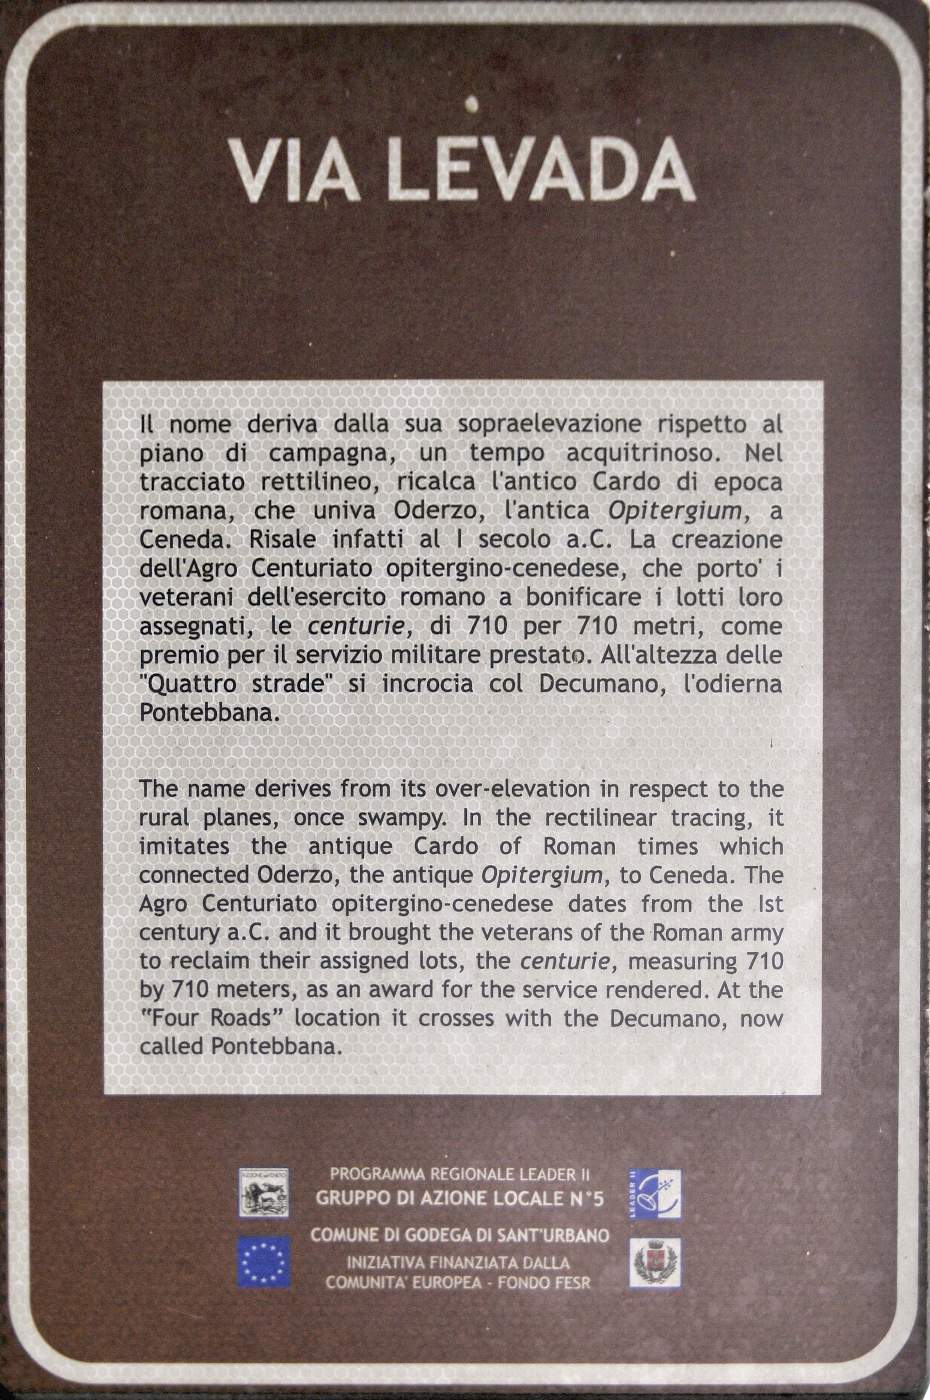 VIA LEVADA
Il nome deriva dalla sua sopraelevazione rispetto al
piano di campagna, un tempo acquitrinoso. Nel
tracciato rettilineo, ricalca l'antico Cardo di epoca
romana, che univa Oderzo, l'antica Opitergium, a
Ceneda. Risale infatti al I secolo a.C. La creazione
dell'Agro Centuriato opitergino-cenedese, che porto' i
veterani dell'esercito romano a bonificare i lotti loro
assegnati, le centurie, di 710 per 710 metri, come
premio per il servizio militare prestato. All'altezza delle
"Quattro strade" si incrocia col Decumano, l'odierna
Pontebbana.
The name derives from its over-elevation in respect to the
rural planes, once swampy. In the rectilinear tracing, it
imitates the antique Cardo of Roman times which
connected Oderzo, the antique Opitergium, to Ceneda. The
Agro Centuriato opitergino-cenedese dates from the Ist
century a.C. and it brought the veterans of the Roman army
to reclaim their assigned lots, the centurie, measuring 710
by 710 meters, as an award for the service rendered. At the
“Four Roads” location it crosses with the Decumano, now
called Pontebbana.
PROGRAMMA REGIONALE LEADER II
GRUPPO DI AZIONE LOCALE N°5
COMUNE DI GODEGA DI SANT'URBANO
INIZIATIVA FINANZIATA DALLA
COMUNITA' EUROPEA - FONDO FESR
LEADER II